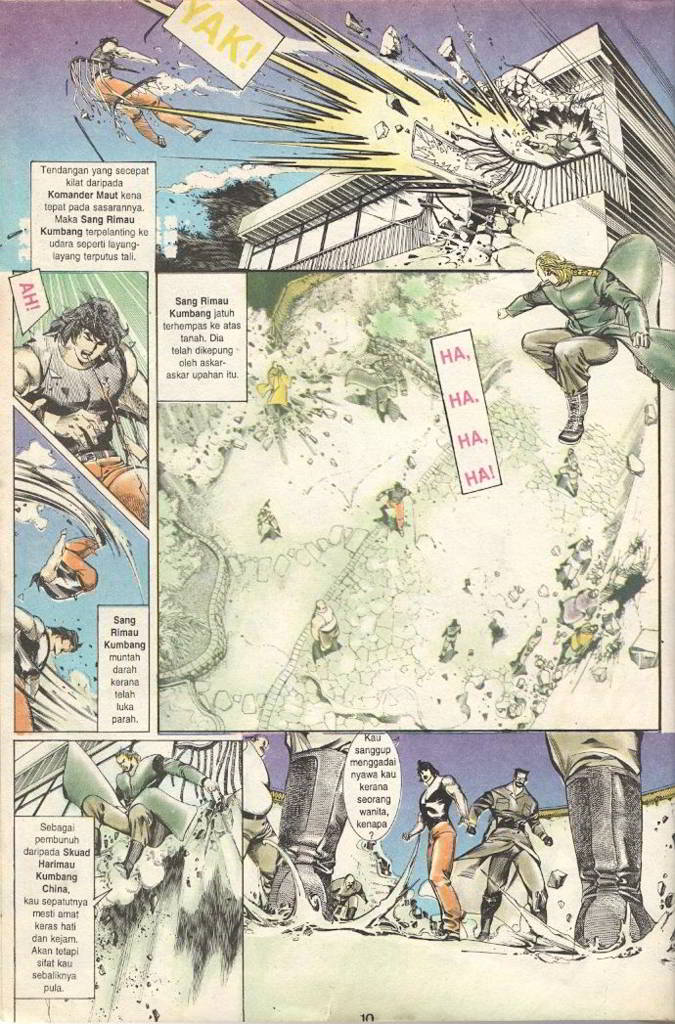 YAK!
Tendangan yang secepat
kilat daripada
Komander Maut kena
tepat pada sasarannya.
Maka Sang Rimau
Kumbang terpelanting ke
udara seperti layang-
layang terputus tali.
AH!
Sang Rimau
Kumbang jatuh
terhempas ke atas
tanah. Dia
telah dikepung
oleh askar-
askar upahan itu.
HA,
HA,
HA,
HA!
Sang
Rimau
Kumbang
muntah
darah
kerana
telah
luka
parah.
Sebagai
pembunuh
daripada Skuad
Harimau
Kumbang
China,
kau sepatutnya
mesti amat
keras hati
dan kejam.
Akan tetapi
sifat kau
sebaliknya
pula.
Kau
sanggup
menggadai
nyawa kau
kerana
seorang
wanita,
kenapa
?
10